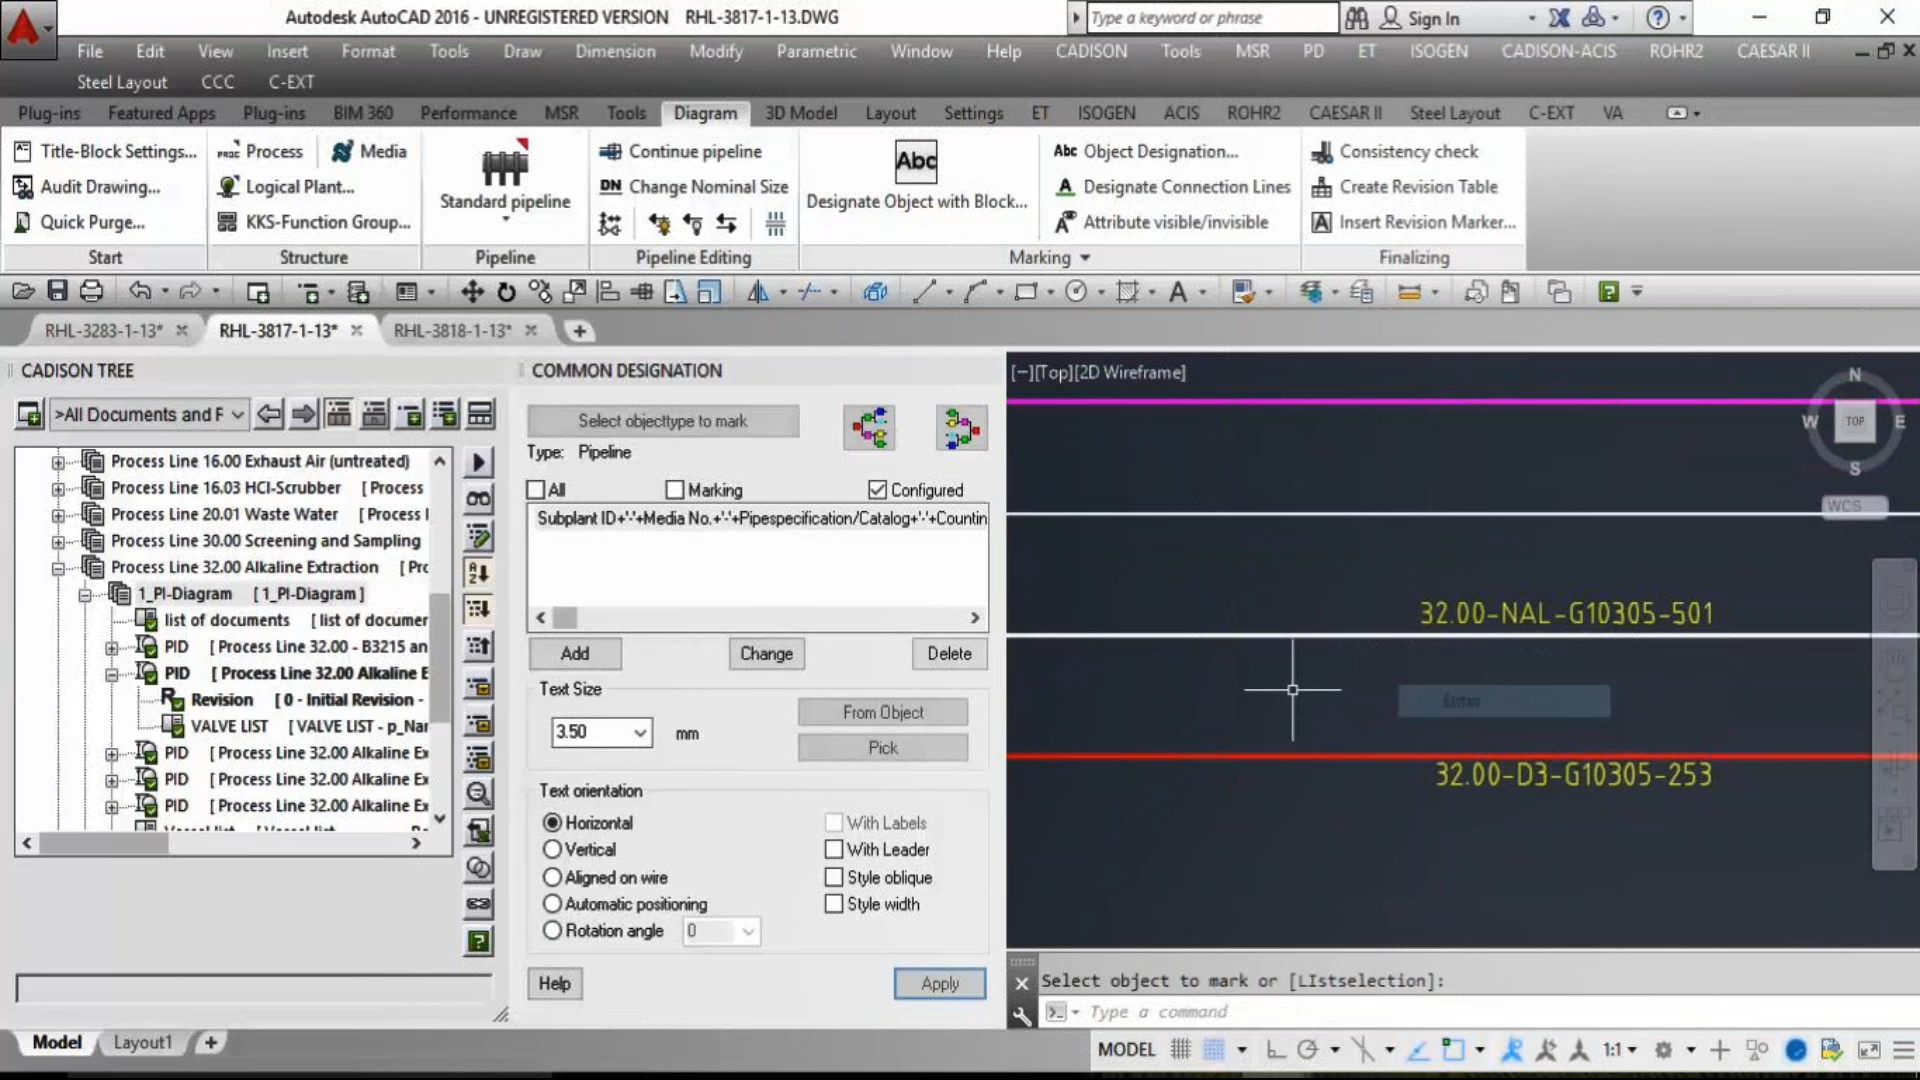 Autodesk AutoCAD 2016 - UNREGISTERED VERSION RHL-3817-1-13.DWG
Type a keyword or phrase
Sign In
File Edit View Insert Format Tools Draw Dimension Modify Parametric Window Help CADISON Tools MSR PD ET ISOGEN CADISON-ACIS ROHR2 CAESAR II
Steel Layout CCC C-EXT
Plug-ins Featured Apps Plug-ins BIM 360 Performance MSR Tools Diagram 3D Model Layout Settings ET ISOGEN ACIS ROHR2 CAESAR II Steel Layout C-EXT VA
Title-Block Settings... PROC Process Media Continue pipeline Abc Abc Object Designation... Consistency check
Audit Drawing... Logical Plant... Standard pipeline DN Change Nominal Size Designate Object with Block... Designate Connection Lines Create Revision Table
Quick Purge... KKS-Function Group... Attribute visible/invisible Insert Revision Marker...
Start Structure Pipeline Pipeline Editing Marking Finalizing
RHL-3283-1-13* RHL-3817-1-13* RHL-3818-1-13*
CADISON TREE
>All Documents and F
Process Line 16.00 Exhaust Air (untreated)
Process Line 16.03 HCI-Scrubber [ Process
Process Line 20.01 Waste Water [ Process I
Process Line 30.00 Screening and Sampling
Process Line 32.00 Alkaline Extraction [ Prc
1_PI-Diagram [ 1_PI-Diagram ]
list of documents [ list of documer
PID [ Process Line 32.00 - B3215 an
PID [ Process Line 32.00 Alkaline E
Revision [ 0 - Initial Revision -
VALVE LIST [ VALVE LIST - p_Nar
PID [ Process Line 32.00 Alkaline Ex
PID [ Process Line 32.00 Alkaline Ex
PID [ Process Line 32.00 Alkaline Ex
COMMON DESIGNATION
Select objecttype to mark
Type: Pipeline
All Marking Configured
Subplant ID+'-'+Media No.+'-'+Pipespecification/Catalog+'-'+Countin
Add Change Delete
Text Size
3.50 mm
From Object
Pick
Text orientation
Horizontal With Labels
Vertical With Leader
Aligned on wire Style oblique
Automatic positioning Style width
Rotation angle 0
Help Apply
[−][Top][2D Wireframe]
N
W TOP E
S
WCS
32.00-NAL-G10305-501
Enter
32.00-D3-G10305-253
Select object to mark or [LIstselection]:
Type a command
Model Layout1
MODEL 1:1